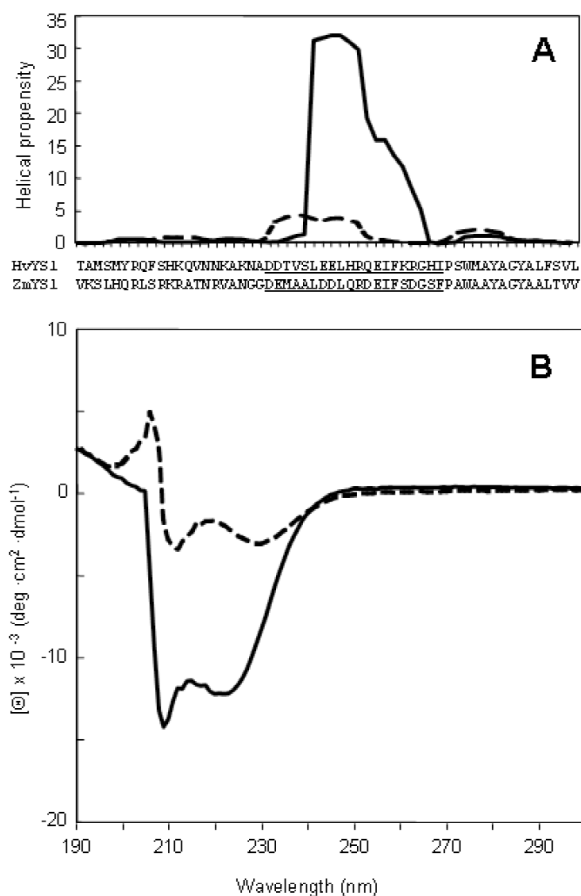 A
Helical propensity
35
30
25
20
15
10
5
0
HvYS1 TAMSMYRQFSHKQVNNKAKNADDTVSLEELHRQEIFKRGHIPSWMAYAGYALFSVL
ZmYS1 VKSLHQRLSRKRATNRVANGGDEMAALDDLQRDEIFSDGSFPAWAAYAGYAALTVV
B
[Θ] x 10 -3 (deg ·cm2 ·dmol-1)
10
0
-10
-20
190 210 230 250 270 290
Wavelength (nm)